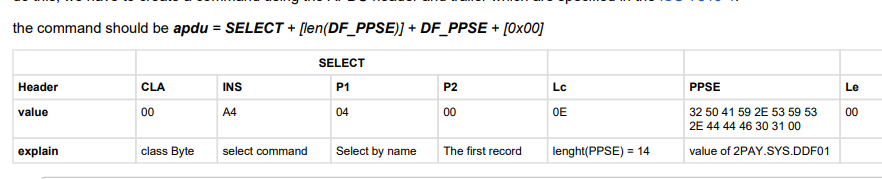 the command should be apdu = SELECT + [len(DF_PPSE)] + DF_PPSE + [0x00]
SELECT
Header CLA INS P1 P2 Lc PPSE Le
value 00 A4 04 00 0E 32 50 41 59 2E 53 59 53 00
2E 44 44 46 30 31 00
explain class Byte select command Select by name The first record lenght(PPSE) = 14 value of 2PAY.SYS.DDF01